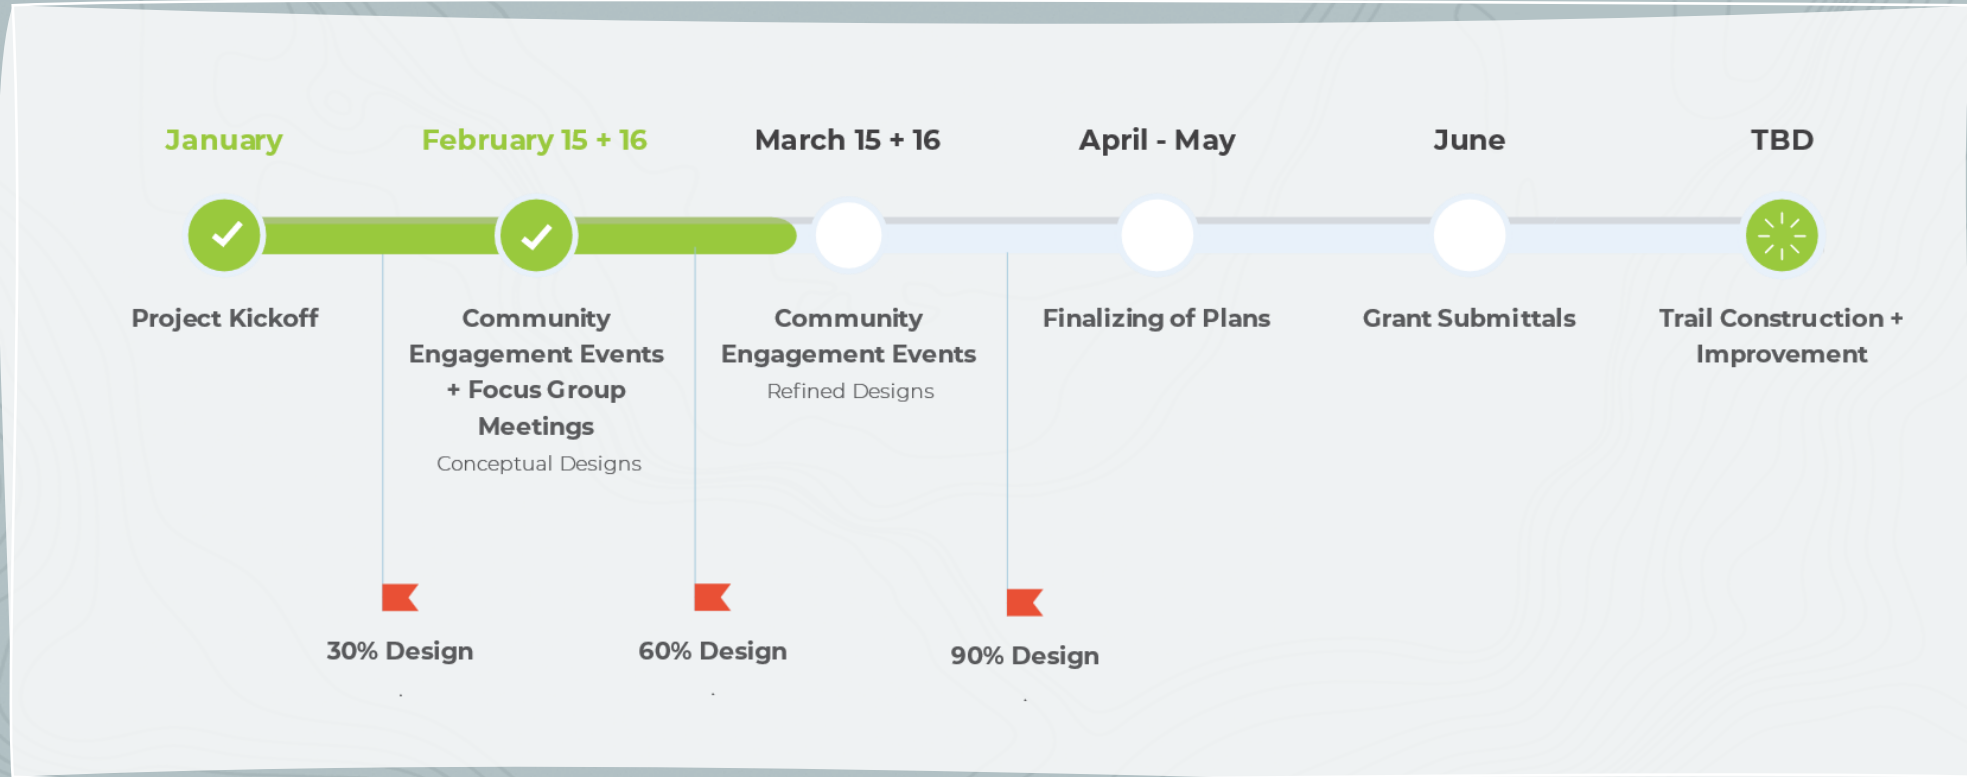 January
February 15 + 16
March 15 + 16
April - May
June
TBD
Project Kickoff
Community
Engagement Events
+ Focus Group
Meetings
Conceptual Designs
Community
Engagement Events
Refined Designs
Finalizing of Plans
Grant Submittals
Trail Construction +
Improvement
30% Design
.
60% Design
.
90% Design
.